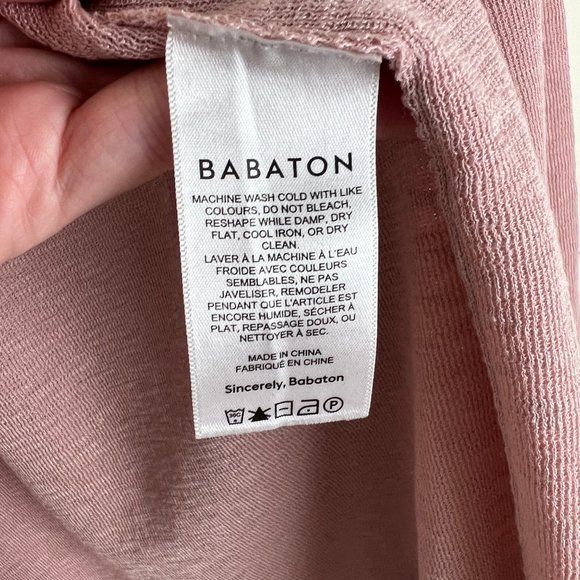 BABATON
MACHINE WASH COLD WITH LIKE
COLOURS, DO NOT BLEACH,
RESHAPE WHILE DAMP, DRY
FLAT, COOL IRON, OR DRY
CLEAN.
LAVER À LA MACHINE À L'EAU
FROIDE AVEC COULEURS
SEMBLABLES, NE PAS
JAVELISER, REMODELER
PENDANT QUE L'ARTICLE EST
ENCORE HUMIDE, SÉCHER À
PLAT, REPASSAGE DOUX, OU
NETTOYER À SEC.
MADE IN CHINA
FABRIQUÉ EN CHINE
Sincerely, Babaton
30C P